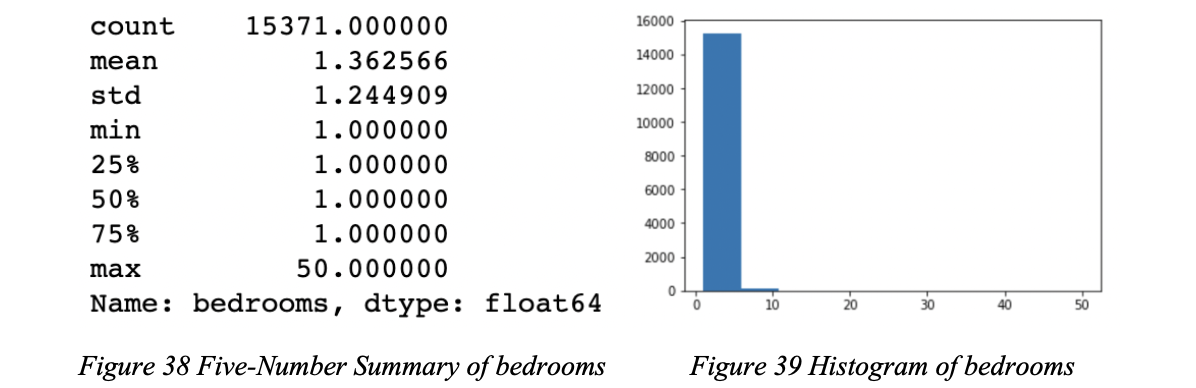 count 15371.000000
mean 1.362566
std 1.244909
min 1.000000
25% 1.000000
50% 1.000000
75% 1.000000
max 50.000000
Name: bedrooms, dtype: float64
Figure 38 Five-Number Summary of bedrooms
16000
14000
12000
10000
8000
6000
4000
2000
0
0 10 20 30 40 50
Figure 39 Histogram of bedrooms